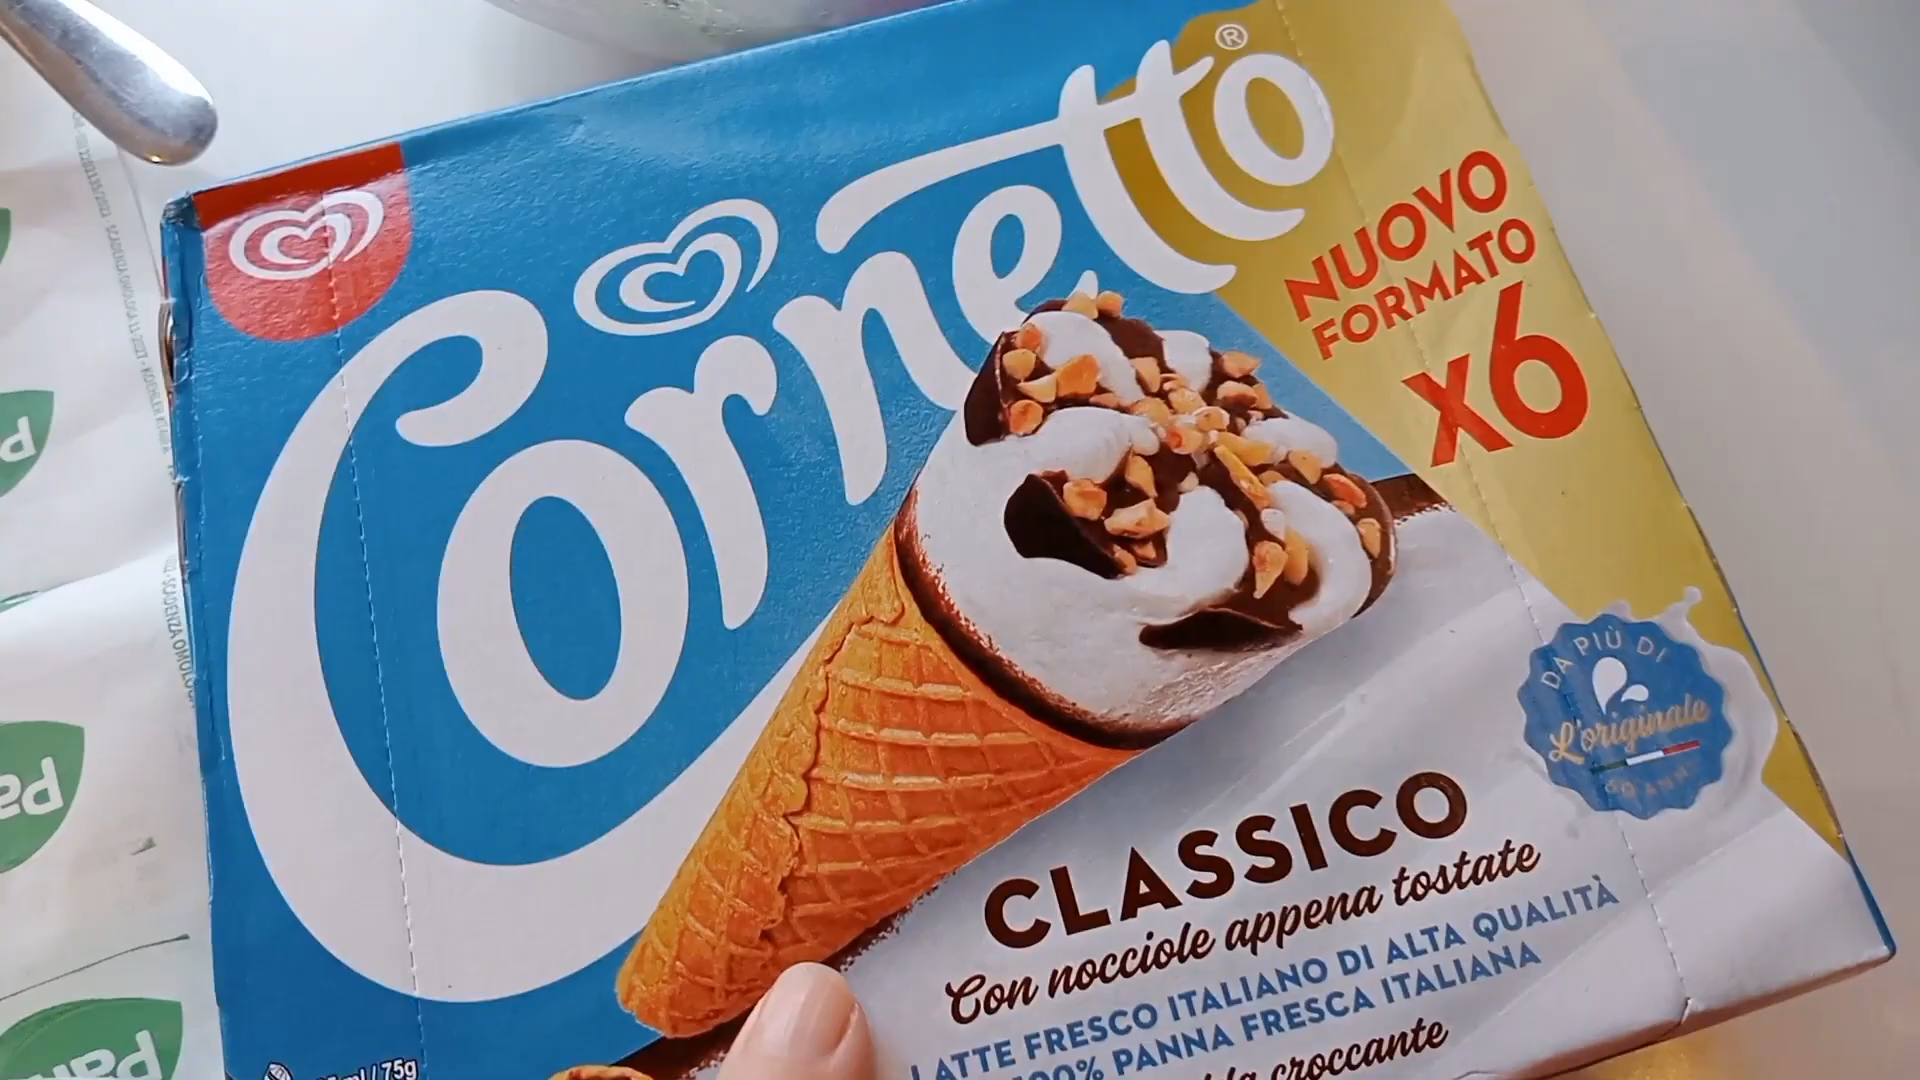 Cornetto®
NUOVO
FORMATO
x6
DA PIÙ DI
L'originale
CLASSICO
Con nocciole appena tostate
LATTE FRESCO ITALIANO DI ALTA QUALITÀ
100% PANNA FRESCA ITALIANA
croccante
ml / 75g